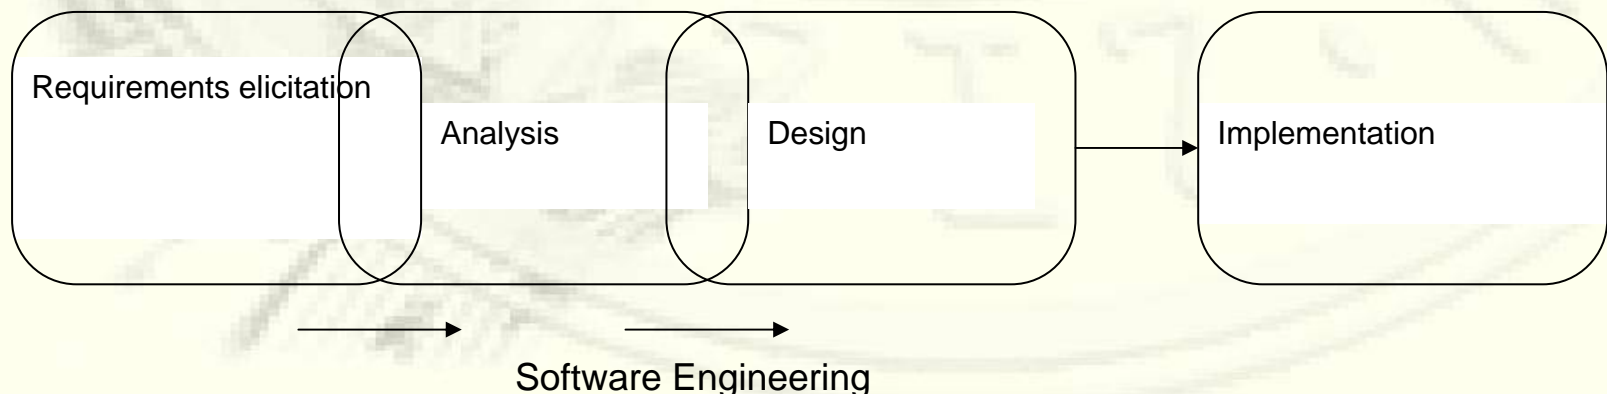 Requirements elicitation
Analysis
Design
Implementation
Software Engineering